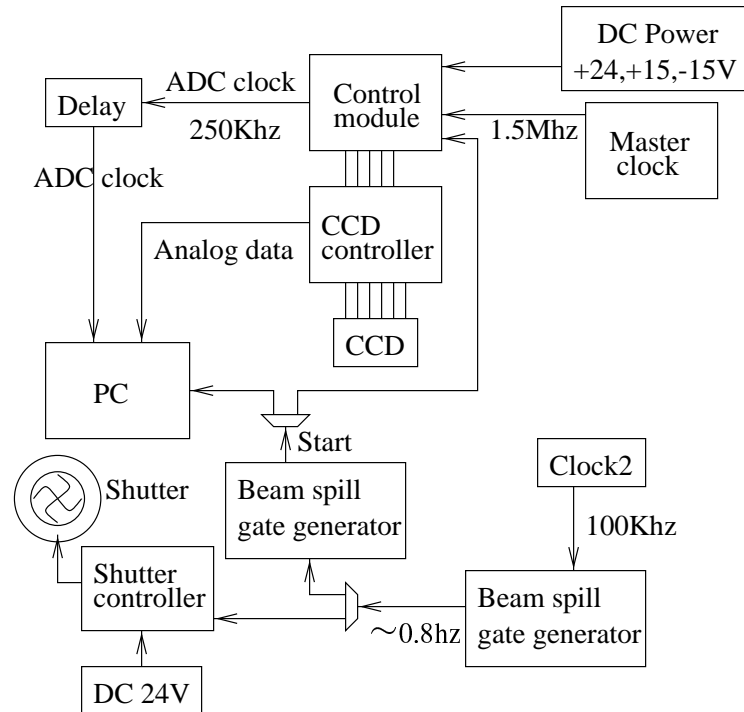 DC Power
+24,+15,-15V
ADC clock
Delay
Control
module
250Khz
1.5Mhz
Master
clock
ADC clock
CCD
controller
Analog data
CCD
PC
Start
Clock2
Shutter
Beam spill
gate generator
100Khz
Shutter
controller
Beam spill
gate generator
~0.8hz
DC 24V